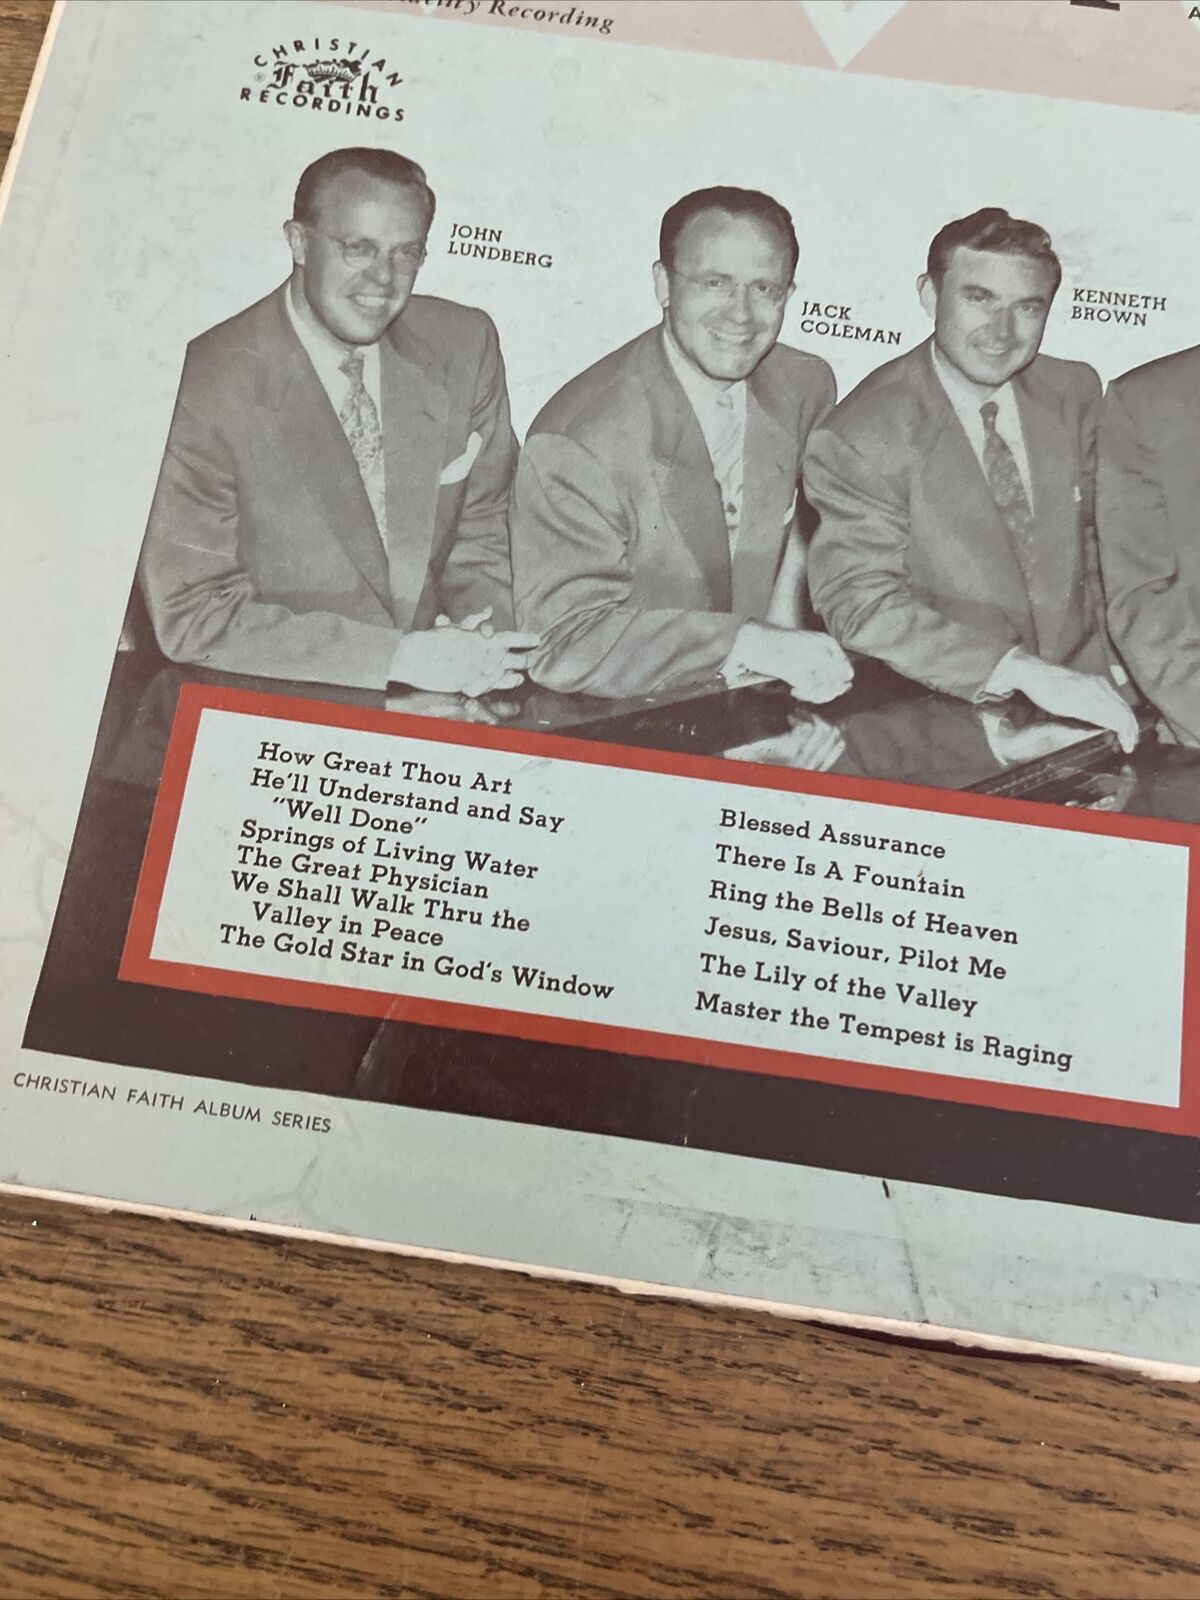 Recording
A
CHRISTIAN
Faith
RECORDINGS
®
JOHN
LUNDBERG
JACK
COLEMAN
KENNETH
BROWN
How Great Thou Art
He'll Understand and Say
"Well Done"
Springs of Living Water
The Great Physician
We Shall Walk Thru the
Valley in Peace
The Gold Star in God's Window
Blessed Assurance
There Is A Fountain
Ring the Bells of Heaven
Jesus, Saviour, Pilot Me
The Lily of the Valley
Master the Tempest is Raging
CHRISTIAN FAITH ALBUM SERIES